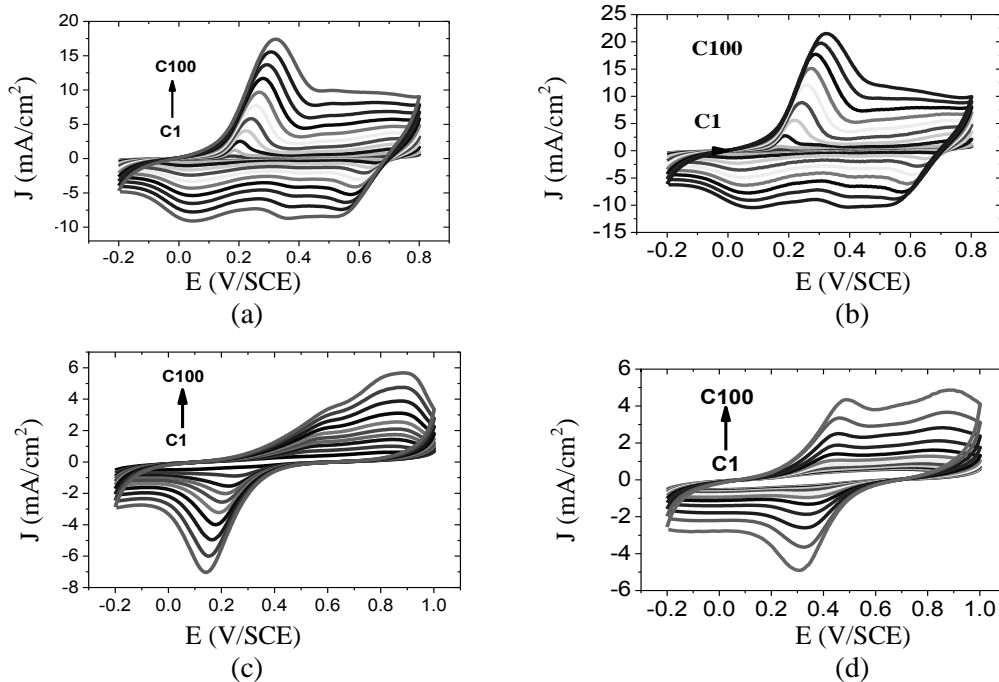 20
15
10
5
0
-5
-10
C100
C1
J (mA/cm²)
-0.2 0.0 0.2 0.4 0.6 0.8
E (V/SCE)
(a)
25
20
15
10
5
0
-5
-10
-15
C100
C1
J (mA/cm²)
-0.2 0.0 0.2 0.4 0.6 0.8
E (V/SCE)
(b)
6
4
2
0
-2
-4
-6
-8
C100
C1
J (mA/cm²)
-0.2 0.0 0.2 0.4 0.6 0.8 1.0
E (V/SCE)
(c)
6
4
2
0
-2
-4
-6
C100
C1
J (mA/cm²)
-0.2 0.0 0.2 0.4 0.6 0.8 1.0
E (V/SCE)
(d)